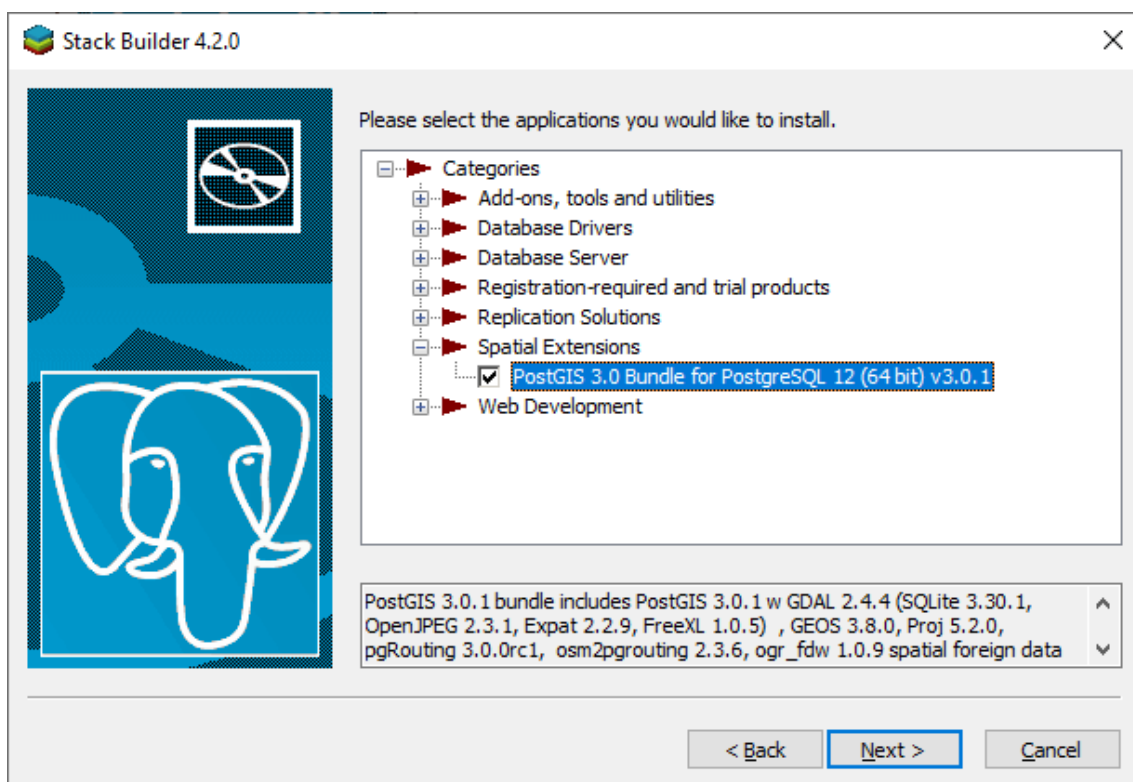 Stack Builder 4.2.0
Please select the applications you would like to install.
Categories
Add-ons, tools and utilities
Database Drivers
Database Server
Registration-required and trial products
Replication Solutions
Spatial Extensions
PostGIS 3.0 Bundle for PostgreSQL 12 (64 bit) v3.0.1
Web Development
PostGIS 3.0.1 bundle includes PostGIS 3.0.1 w GDAL 2.4.4 (SQLite 3.30.1,
OpenJPEG 2.3.1, Expat 2.2.9, FreeXL 1.0.5) , GEOS 3.8.0, Proj 5.2.0,
pgRouting 3.0.0rc1, osm2pgrouting 2.3.6, ogr_fdw 1.0.9 spatial foreign data
< Back Next > Cancel